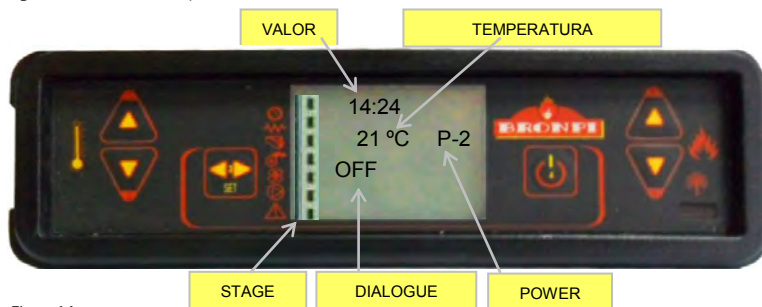 VALOR
TEMPERATURA
14:24
21 ºC P-2
OFF
BRONPI
SET
STAGE
DIALOGUE
POWER